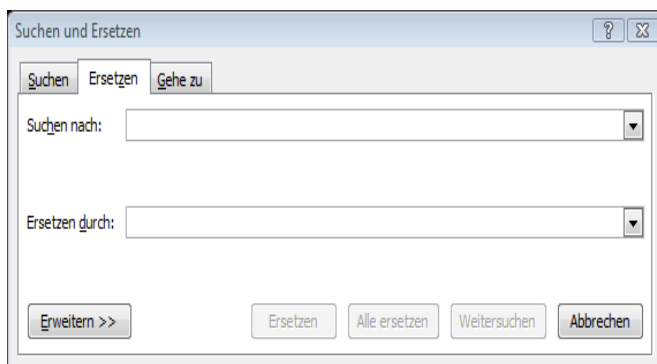 Suchen und Ersetzen
Suchen Ersetzen Gehe zu
Suchen nach:
Ersetzen durch:
Erweitern >> Ersetzen Alle ersetzen Weitersuchen Abbrechen